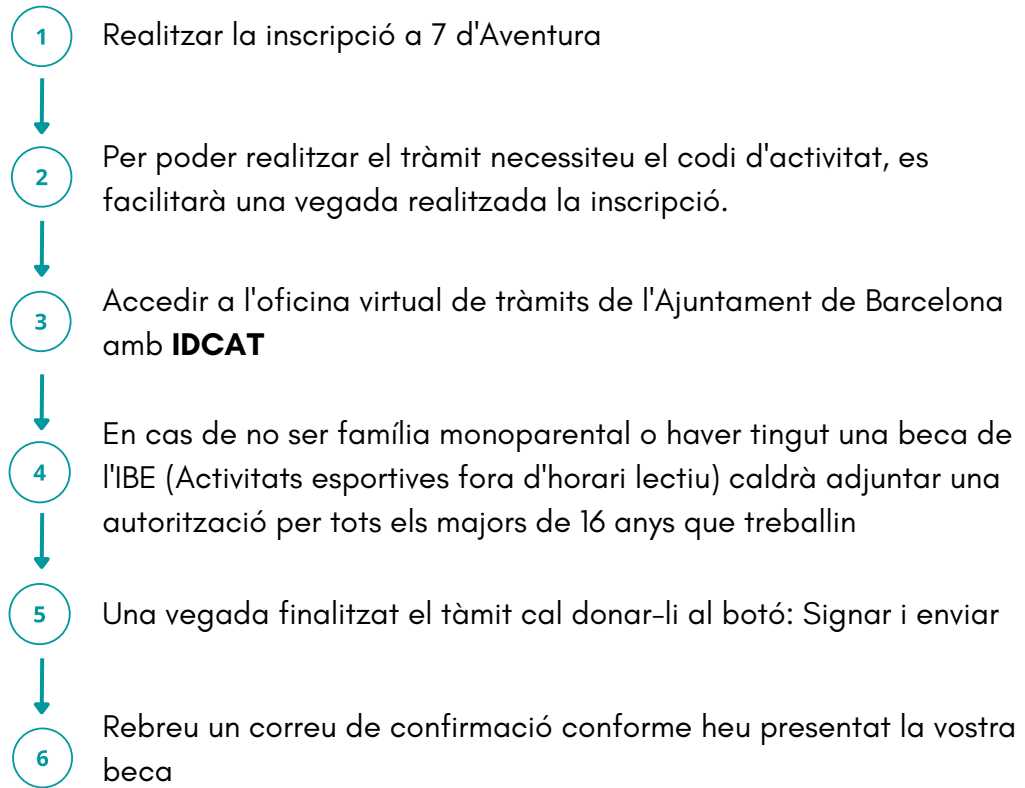 1 Realitzar la inscripció a 7 d'Aventura
2 Per poder realitzar el tràmit necessiteu el codi d'activitat, es
facilitarà una vegada realitzada la inscripció.
3 Accedir a l'oficina virtual de tràmits de l'Ajuntament de Barcelona
amb IDCAT
4 En cas de no ser família monoparental o haver tingut una beca de
l'IBE (Activitats esportives fora d'horari lectiu) caldrà adjuntar una
autorització per tots els majors de 16 anys que treballin
5 Una vegada finalitzat el tàmit cal donar-li al botó: Signar i enviar
6 Rebreu un correu de confirmació conforme heu presentat la vostra
beca